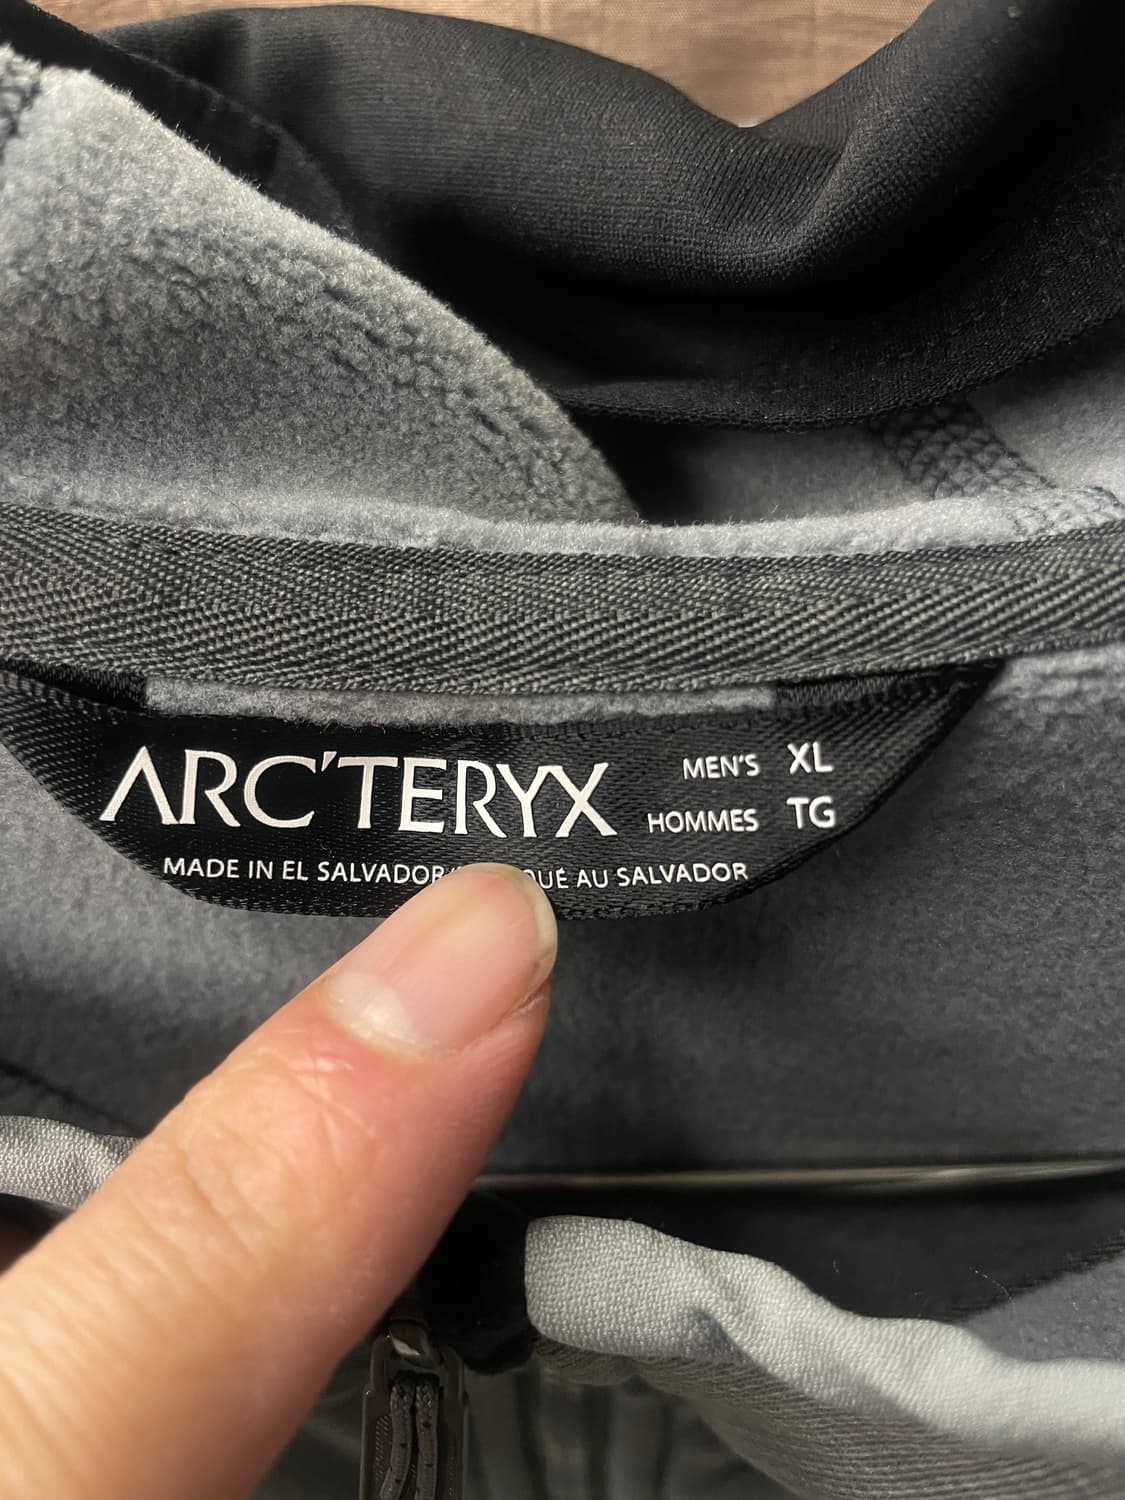 ARC'TERYX
MEN'S XL
HOMMES TG
MADE IN EL SALVADOR AU SALVADOR